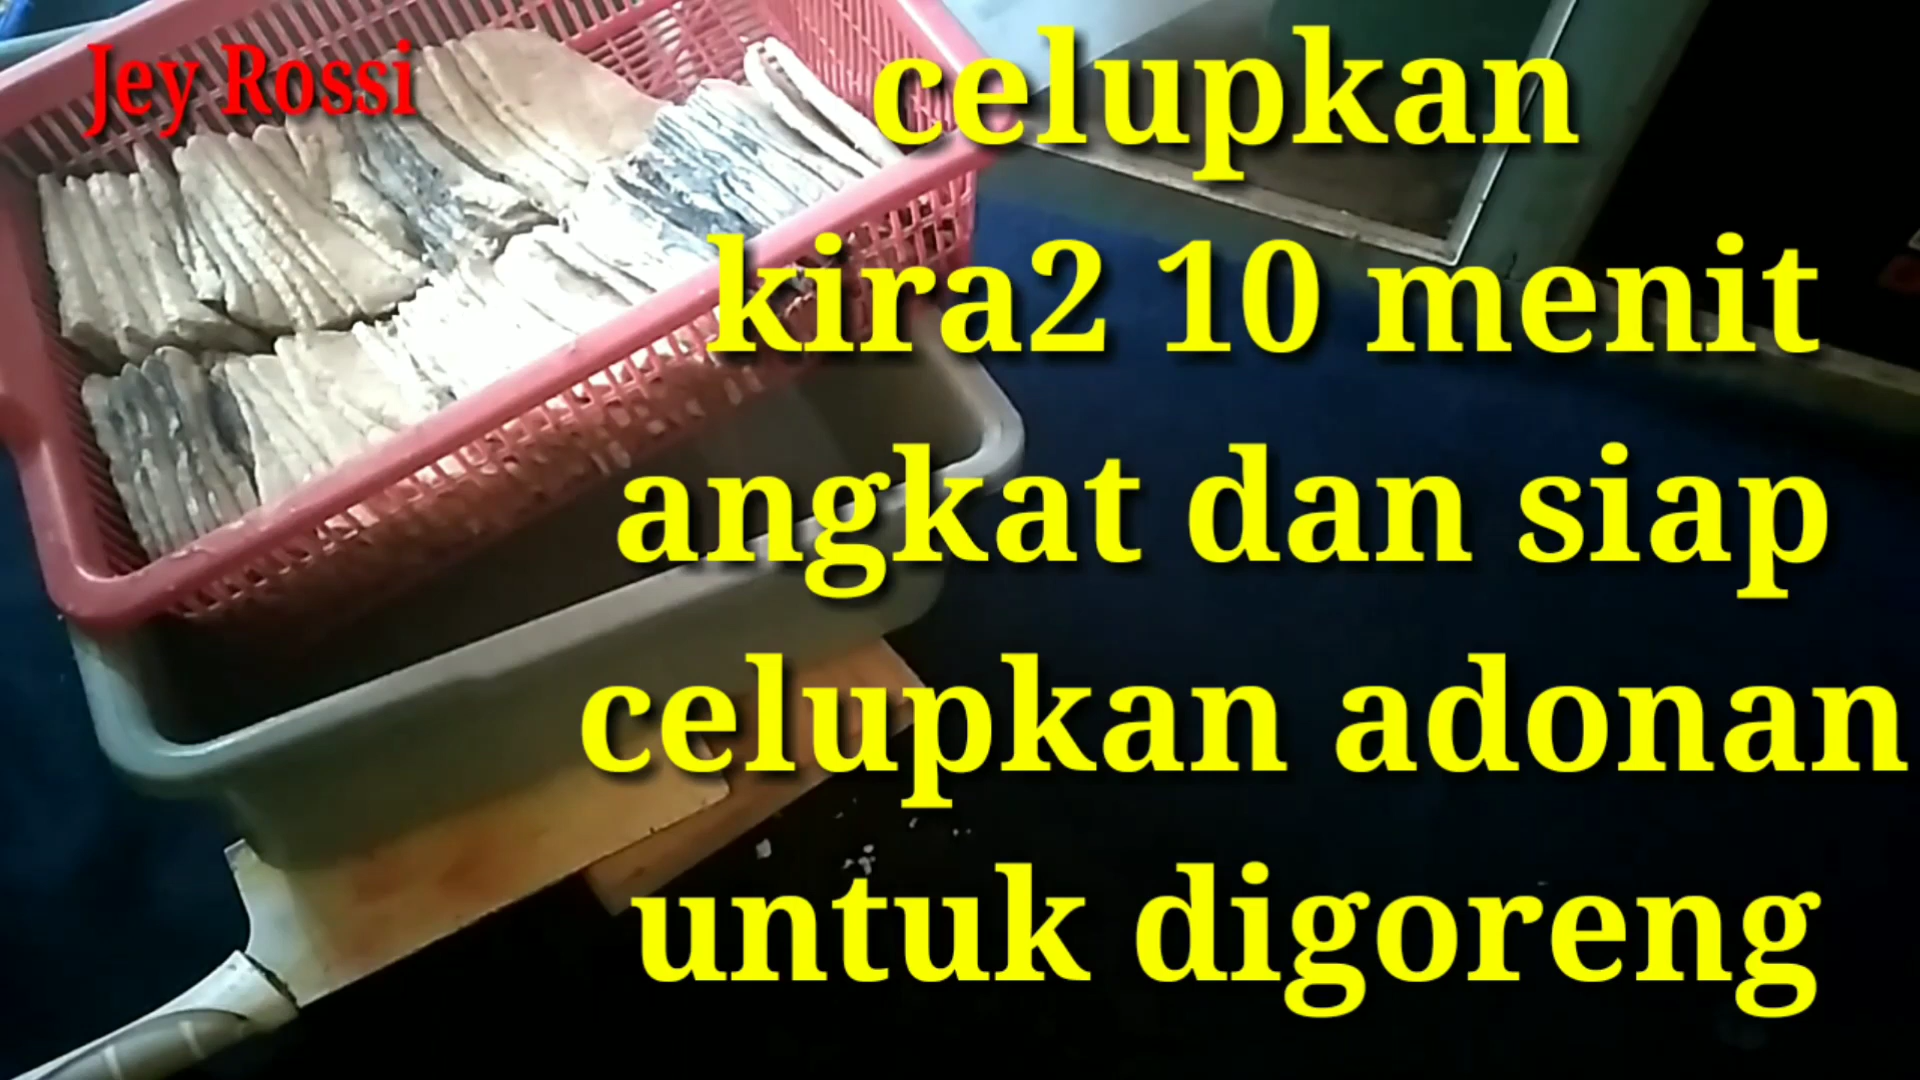 Jey Rossi
celupkan
kira2 10 menit
angkat dan siap
celupkan adonan
untuk digoreng